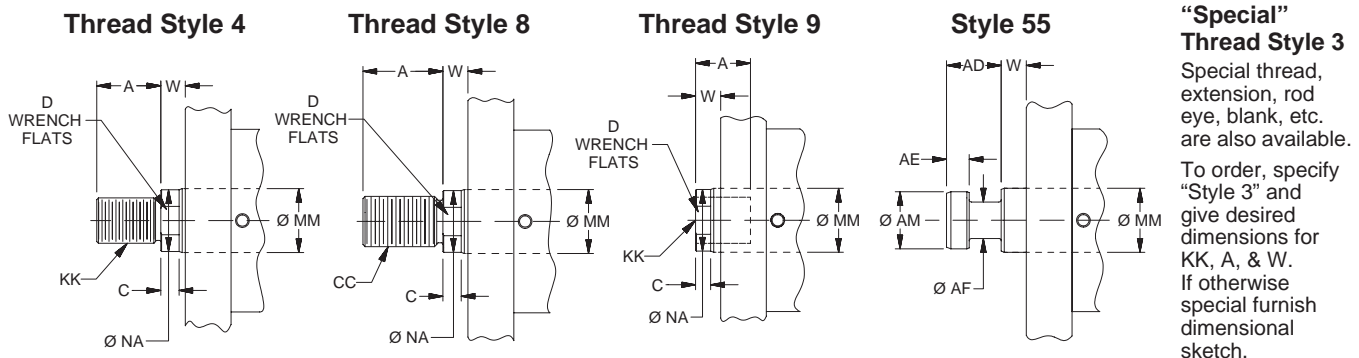 Thread Style 4
A
W
D
WRENCH
FLATS
Ø MM
KK
C
Ø NA
Thread Style 8
A
W
D
WRENCH
FLATS
Ø MM
CC
C
Ø NA
Thread Style 9
A
W
D
WRENCH
FLATS
Ø MM
KK
C
Ø NA
Style 55
AD
W
AE
Ø AM
Ø MM
Ø AF
“Special”
Thread Style 3
Special thread,
extension, rod
eye, blank, etc.
are also available.
To order, specify
“Style 3” and
give desired
dimensions for
KK, A, & W.
If otherwise
special furnish
dimensional
sketch.